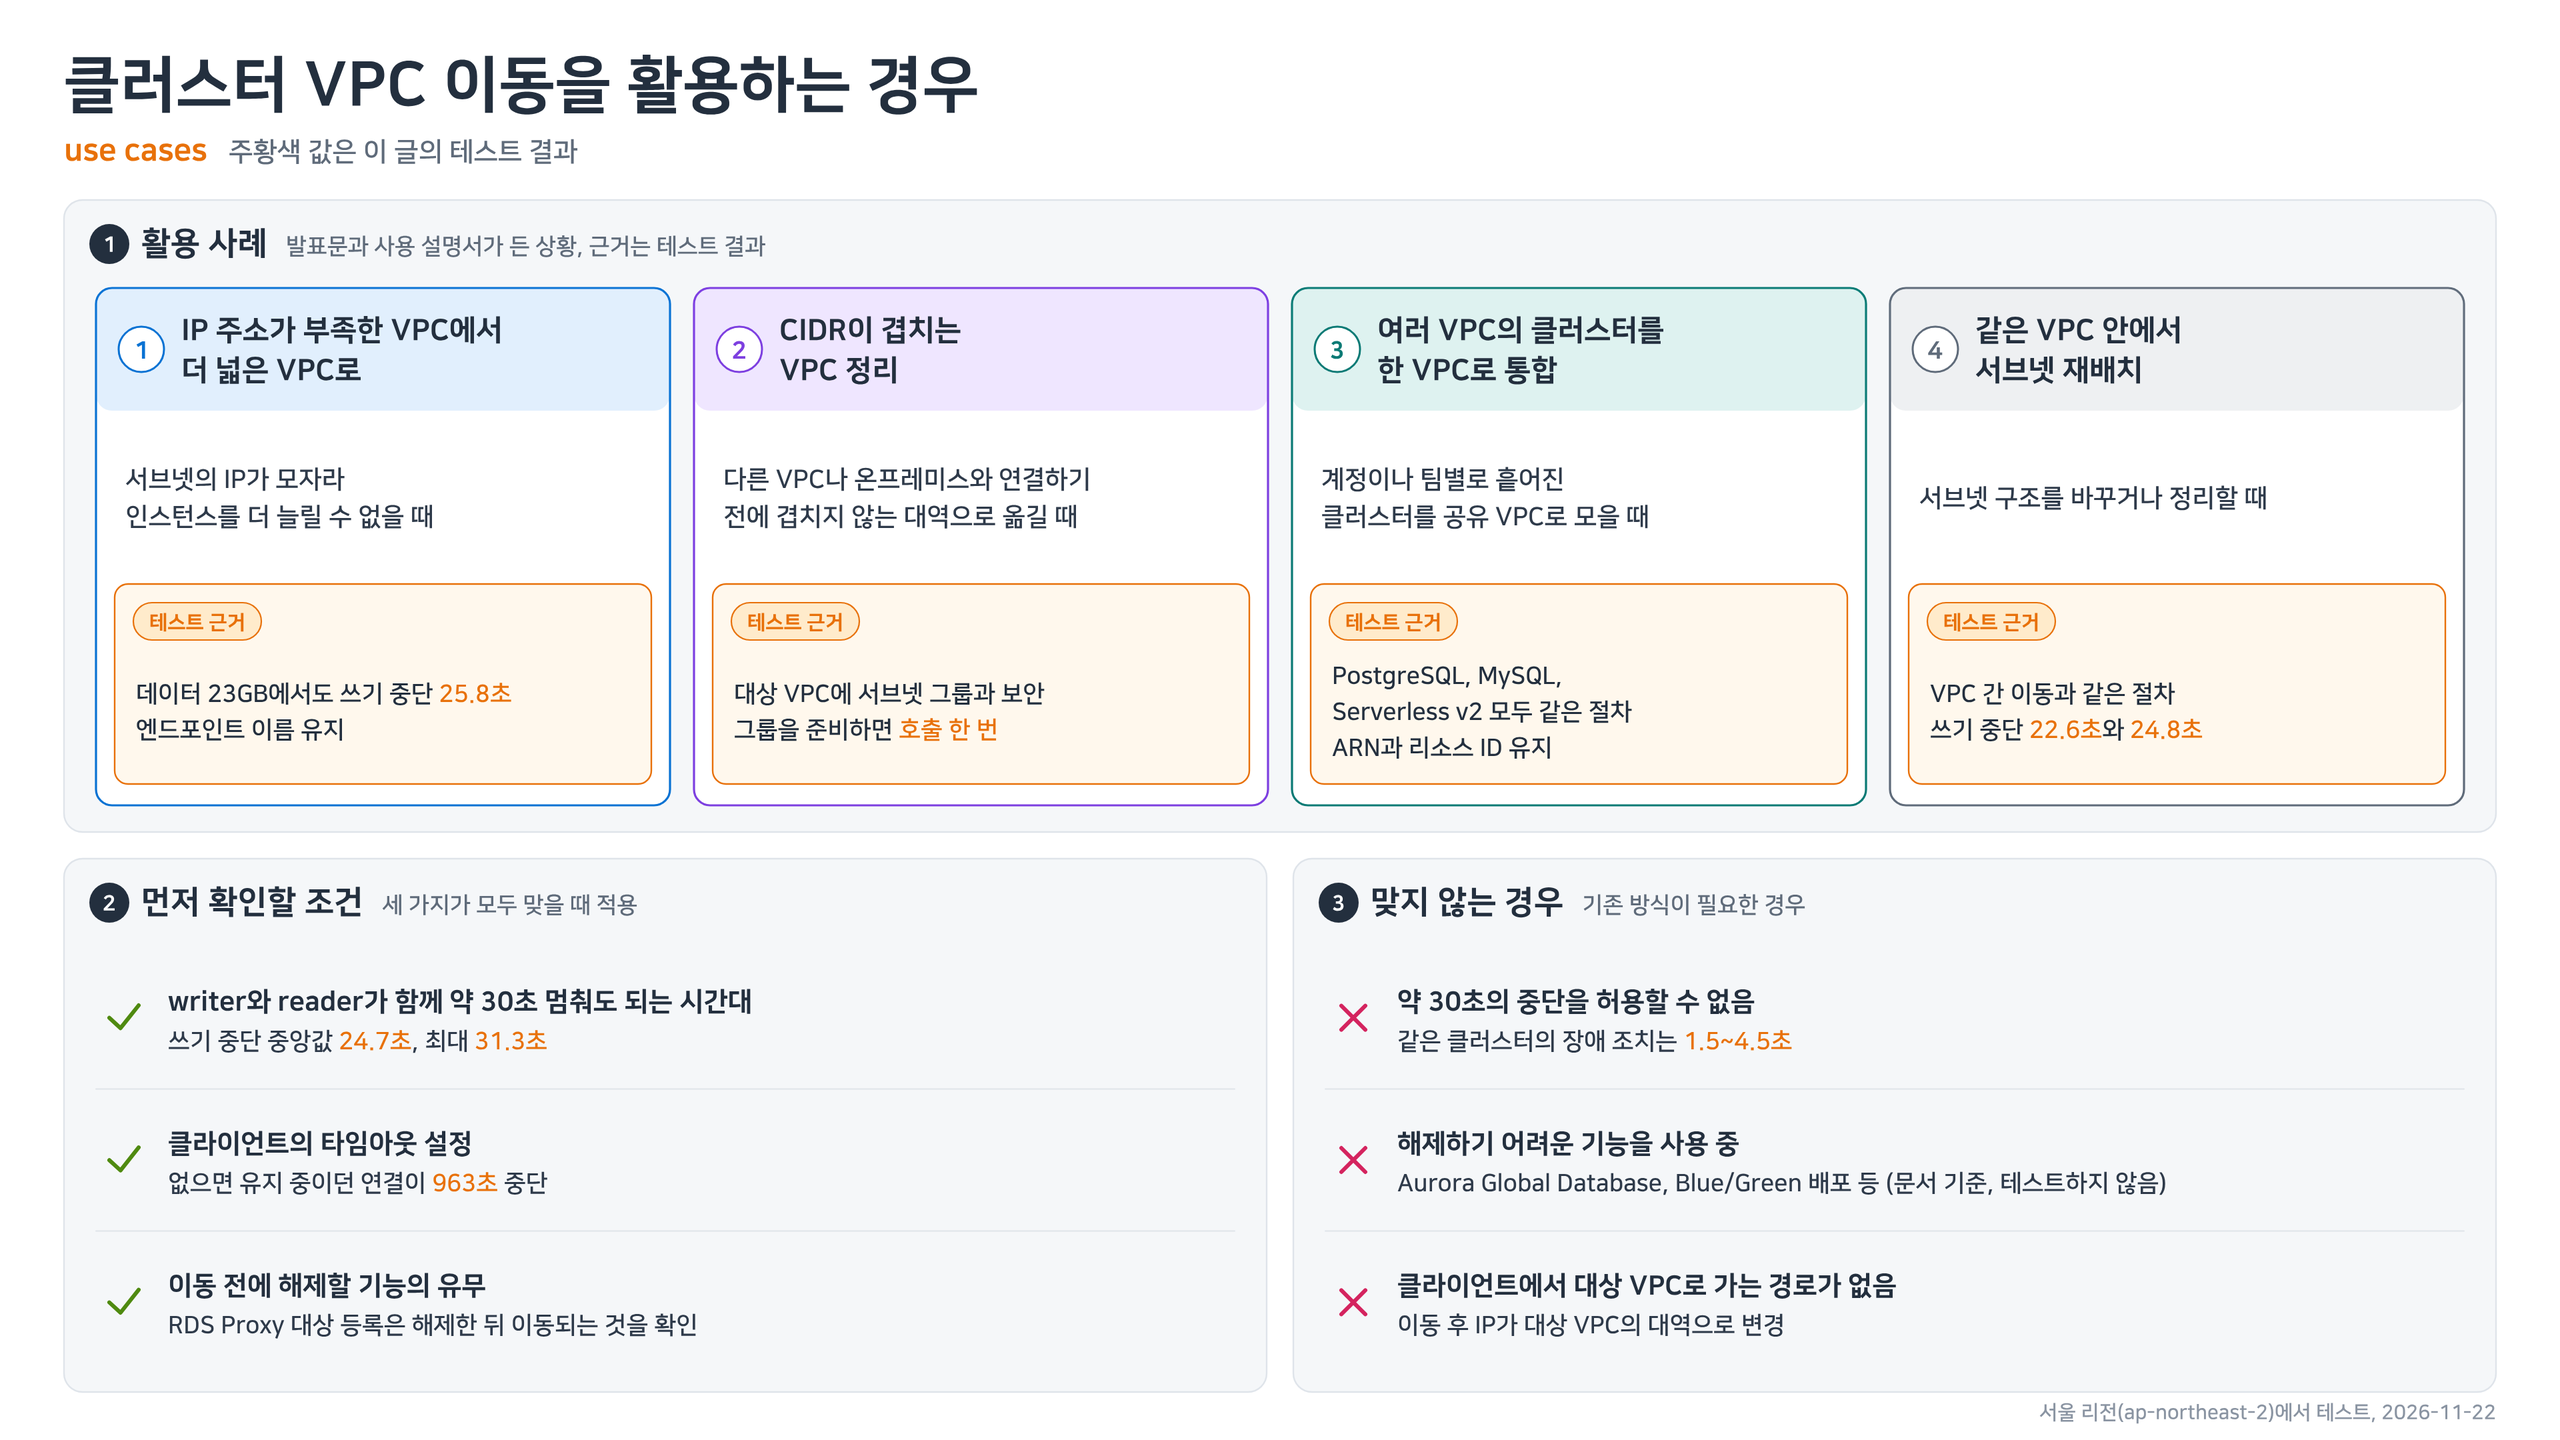 클러스터 VPC 이동을 활용하는 경우
use cases 주황색 값은 이 글의 테스트 결과
1 활용 사례 발표문과 사용 설명서가 든 상황, 근거는 테스트 결과
1 IP 주소가 부족한 VPC에서
더 넓은 VPC로
서브넷의 IP가 모자라
인스턴스를 더 늘릴 수 없을 때
테스트 근거
데이터 23GB에서도 쓰기 중단 25.8초
엔드포인트 이름 유지
2 CIDR이 겹치는
VPC 정리
다른 VPC나 온프레미스와 연결하기
전에 겹치지 않는 대역으로 옮길 때
테스트 근거
대상 VPC에 서브넷 그룹과 보안
그룹을 준비하면 호출 한 번
3 여러 VPC의 클러스터를
한 VPC로 통합
계정이나 팀별로 흩어진
클러스터를 공유 VPC로 모을 때
테스트 근거
PostgreSQL, MySQL,
Serverless v2 모두 같은 절차
ARN과 리소스 ID 유지
4 같은 VPC 안에서
서브넷 재배치
서브넷 구조를 바꾸거나 정리할 때
테스트 근거
VPC 간 이동과 같은 절차
쓰기 중단 22.6초와 24.8초
2 먼저 확인할 조건 세 가지가 모두 맞을 때 적용
writer와 reader가 함께 약 30초 멈춰도 되는 시간대
쓰기 중단 중앙값 24.7초, 최대 31.3초
클라이언트의 타임아웃 설정
없으면 유지 중이던 연결이 963초 중단
이동 전에 해제할 기능의 유무
RDS Proxy 대상 등록은 해제한 뒤 이동되는 것을 확인
3 맞지 않는 경우 기존 방식이 필요한 경우
약 30초의 중단을 허용할 수 없음
같은 클러스터의 장애 조치는 1.5~4.5초
해제하기 어려운 기능을 사용 중
Aurora Global Database, Blue/Green 배포 등 (문서 기준, 테스트하지 않음)
클라이언트에서 대상 VPC로 가는 경로가 없음
이동 후 IP가 대상 VPC의 대역으로 변경
서울 리전(ap-northeast-2)에서 테스트, 2026-11-22